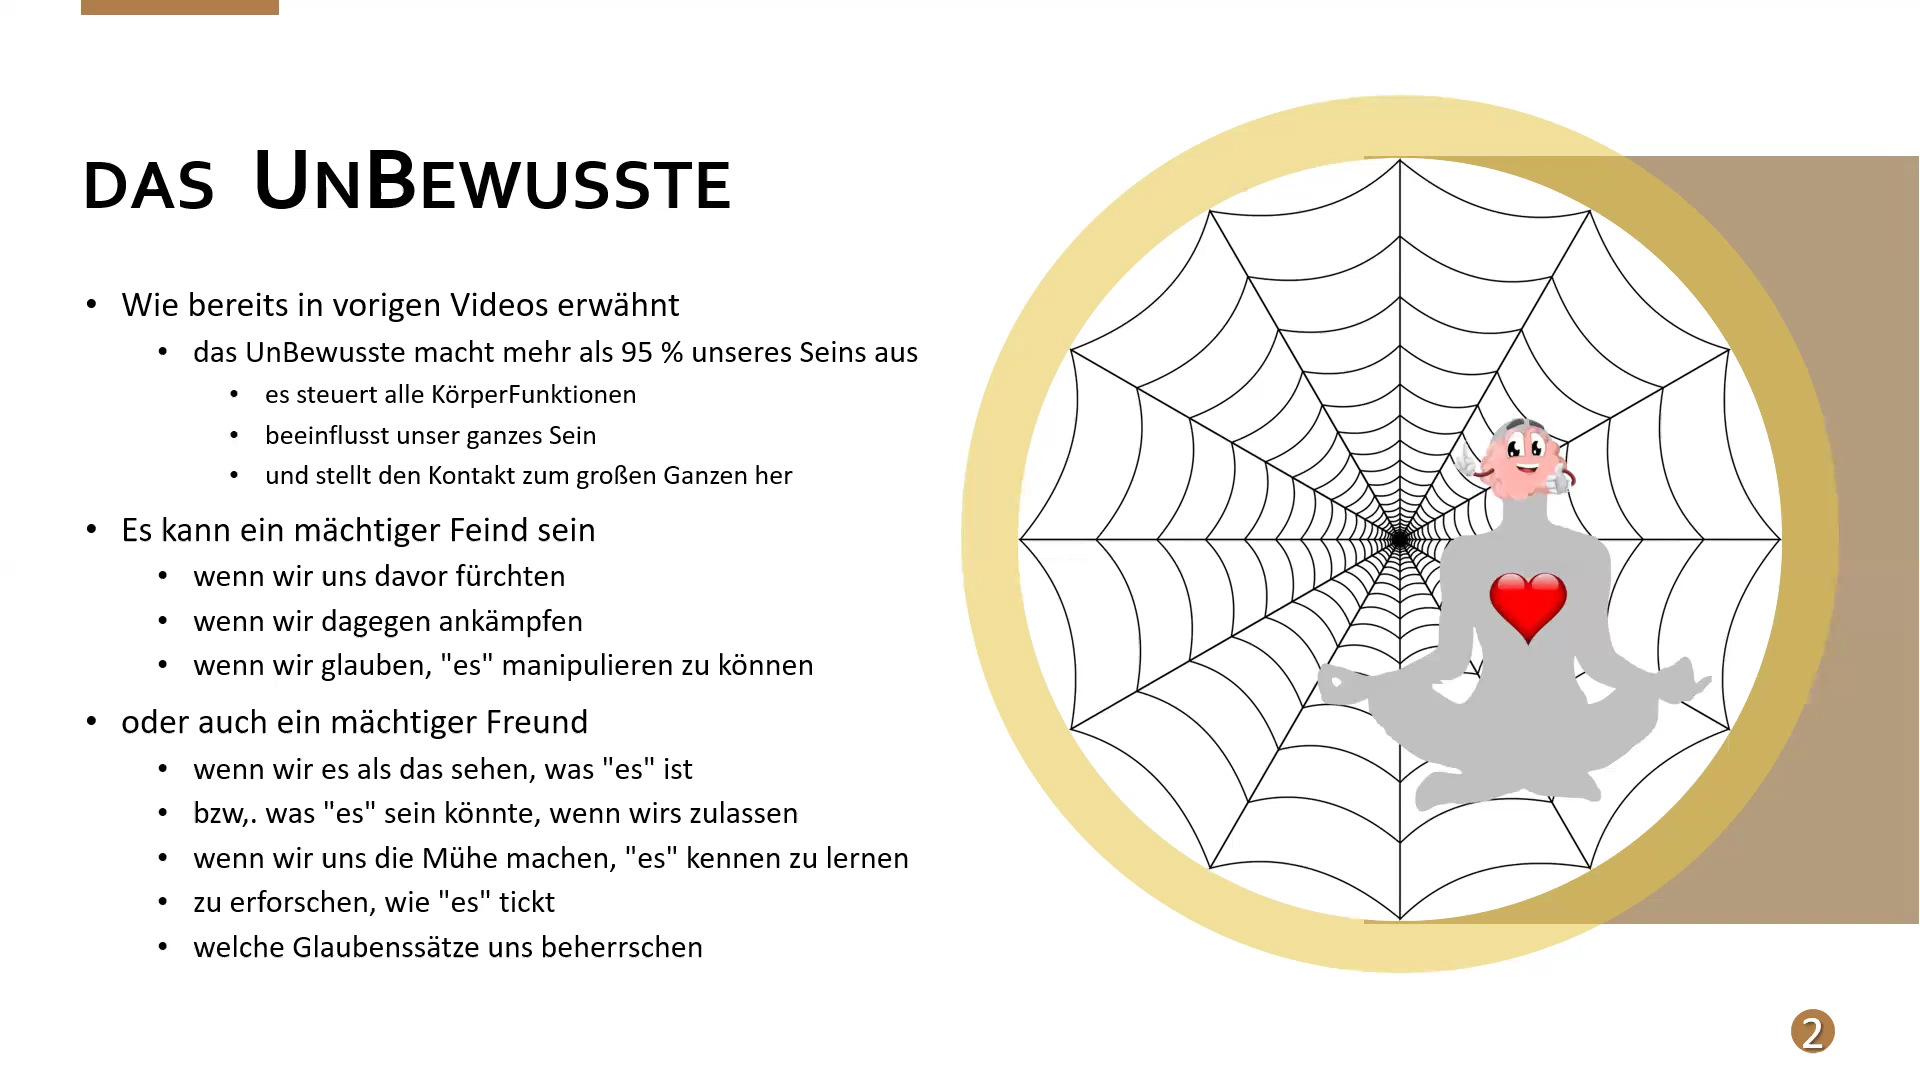 DAS UNBEWUSSTE
• Wie bereits in vorigen Videos erwähnt
• das UnBewusste macht mehr als 95 % unseres Seins aus
• es steuert alle KörperFunktionen
• beeinflusst unser ganzes Sein
• und stellt den Kontakt zum großen Ganzen her
• Es kann ein mächtiger Feind sein
• wenn wir uns davor fürchten
• wenn wir dagegen ankämpfen
• wenn wir glauben, "es" manipulieren zu können
• oder auch ein mächtiger Freund
• wenn wir es als das sehen, was "es" ist
• bzw,. was "es" sein könnte, wenn wirs zulassen
• wenn wir uns die Mühe machen, "es" kennen zu lernen
• zu erforschen, wie "es" tickt
• welche Glaubenssätze uns beherrschen
2